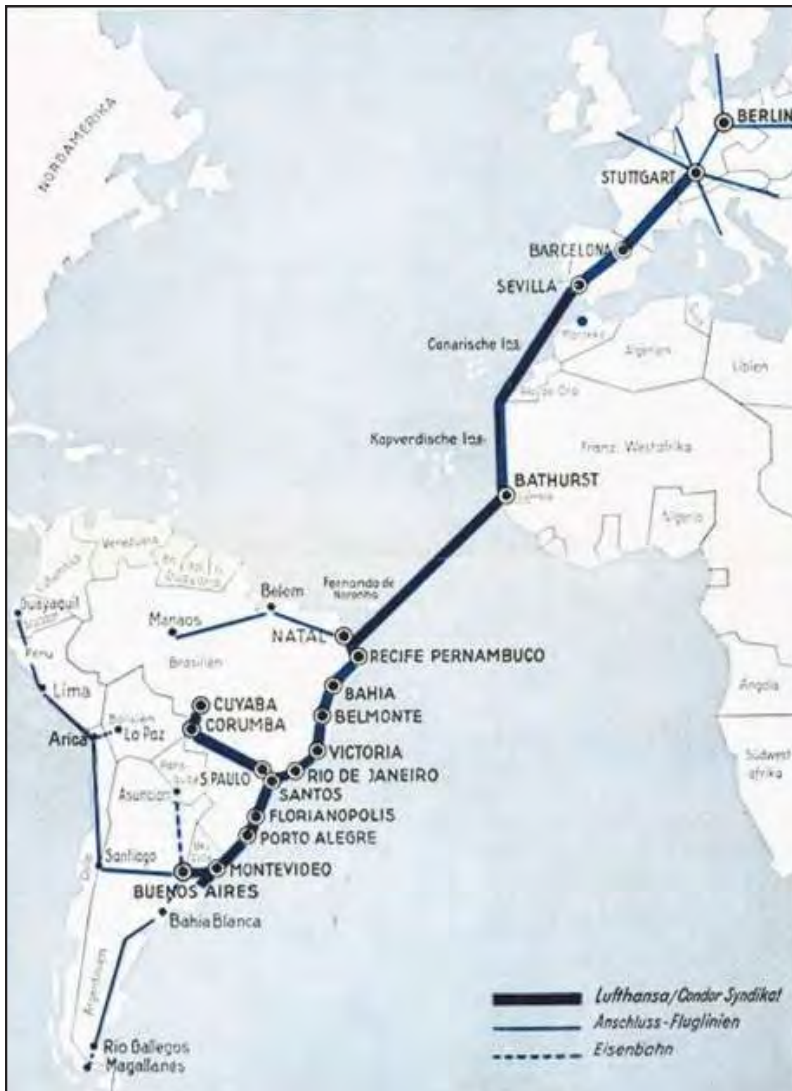 NORDAMERIKA
BERLIN
STUTTGART
BARCELONA
SEVILLA
Marokko
Canarische Ins.
Algerien
Libien
Rio de Oro
Kapverdische Ins.
Franz. Westafrika
BATHURST
Nigeria
Venezuela
Columbia
Guayaquil
Fernando de
Noronha
Belem
Manaos
NATAL
Brasilien
RECIFE PERNAMBUCO
Peru
Lima
BAHIA
Angola
CUYABA
CORUMBA
BELMONTE
Bolivien
Arica
La Paz
VICTORIA
Südwest-
afrika
S. PAULO
RIO DE JANEIRO
SANTOS
Asuncion
FLORIANOPOLIS
PORTO ALEGRE
Santiago
Chile
MONTEVIDEO
BUENOS AIRES
Bahia Blanca
Argentinien
Lufthansa/Condor Syndikat
Anschluss-Fluglinien
Eisenbahn
Rio Gallegos
Magallanes